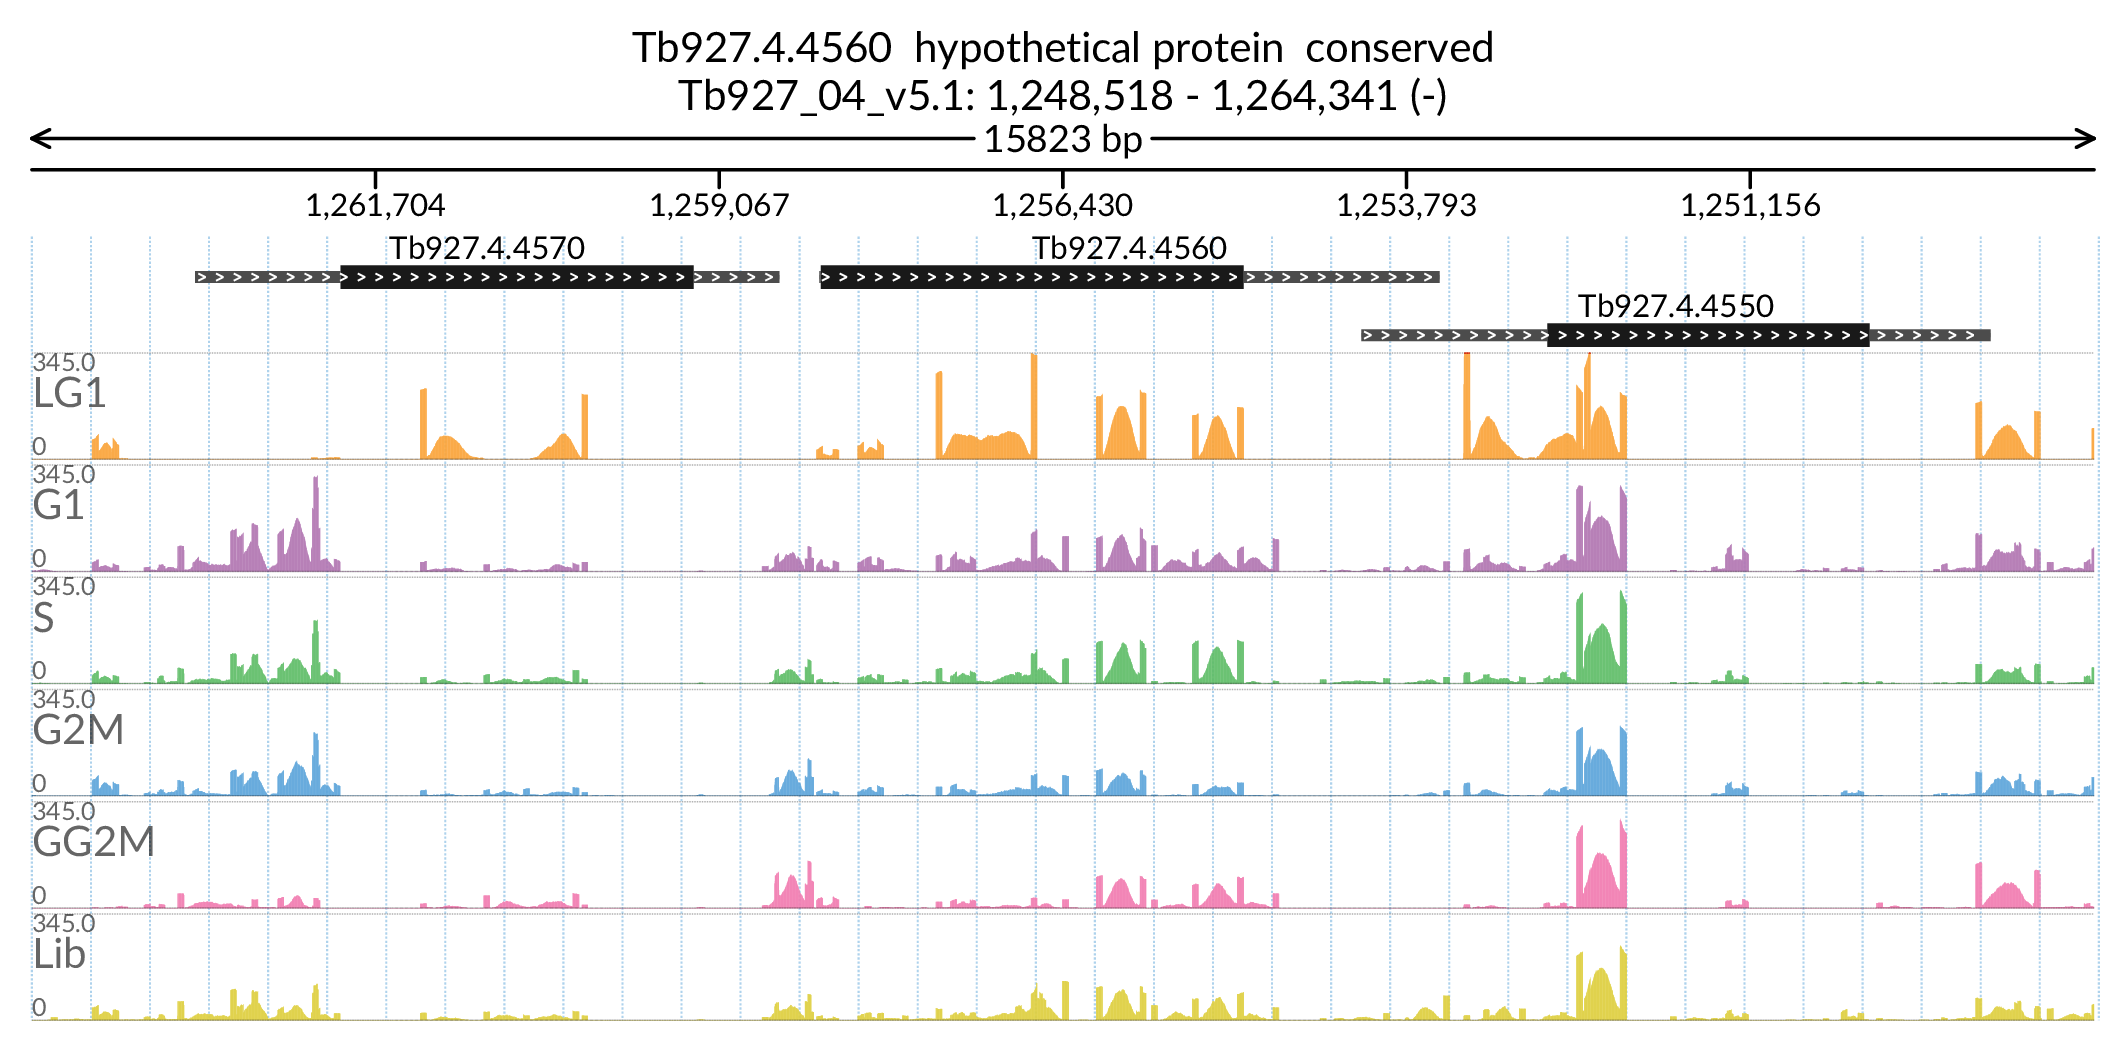 Tb927.4.4560  hypothetical protein  conserved
Tb927_04_v5.1: 1,248,518 - 1,264,341 (-)
15823 bp
1,261,704 1,259,067 1,256,430 1,253,793 1,251,156
Tb927.4.4570 Tb927.4.4560
Tb927.4.4550
345.0
LG1
0
345.0
G1
0
345.0
S
0
345.0
G2M
0
345.0
GG2M
0
345.0
Lib
0